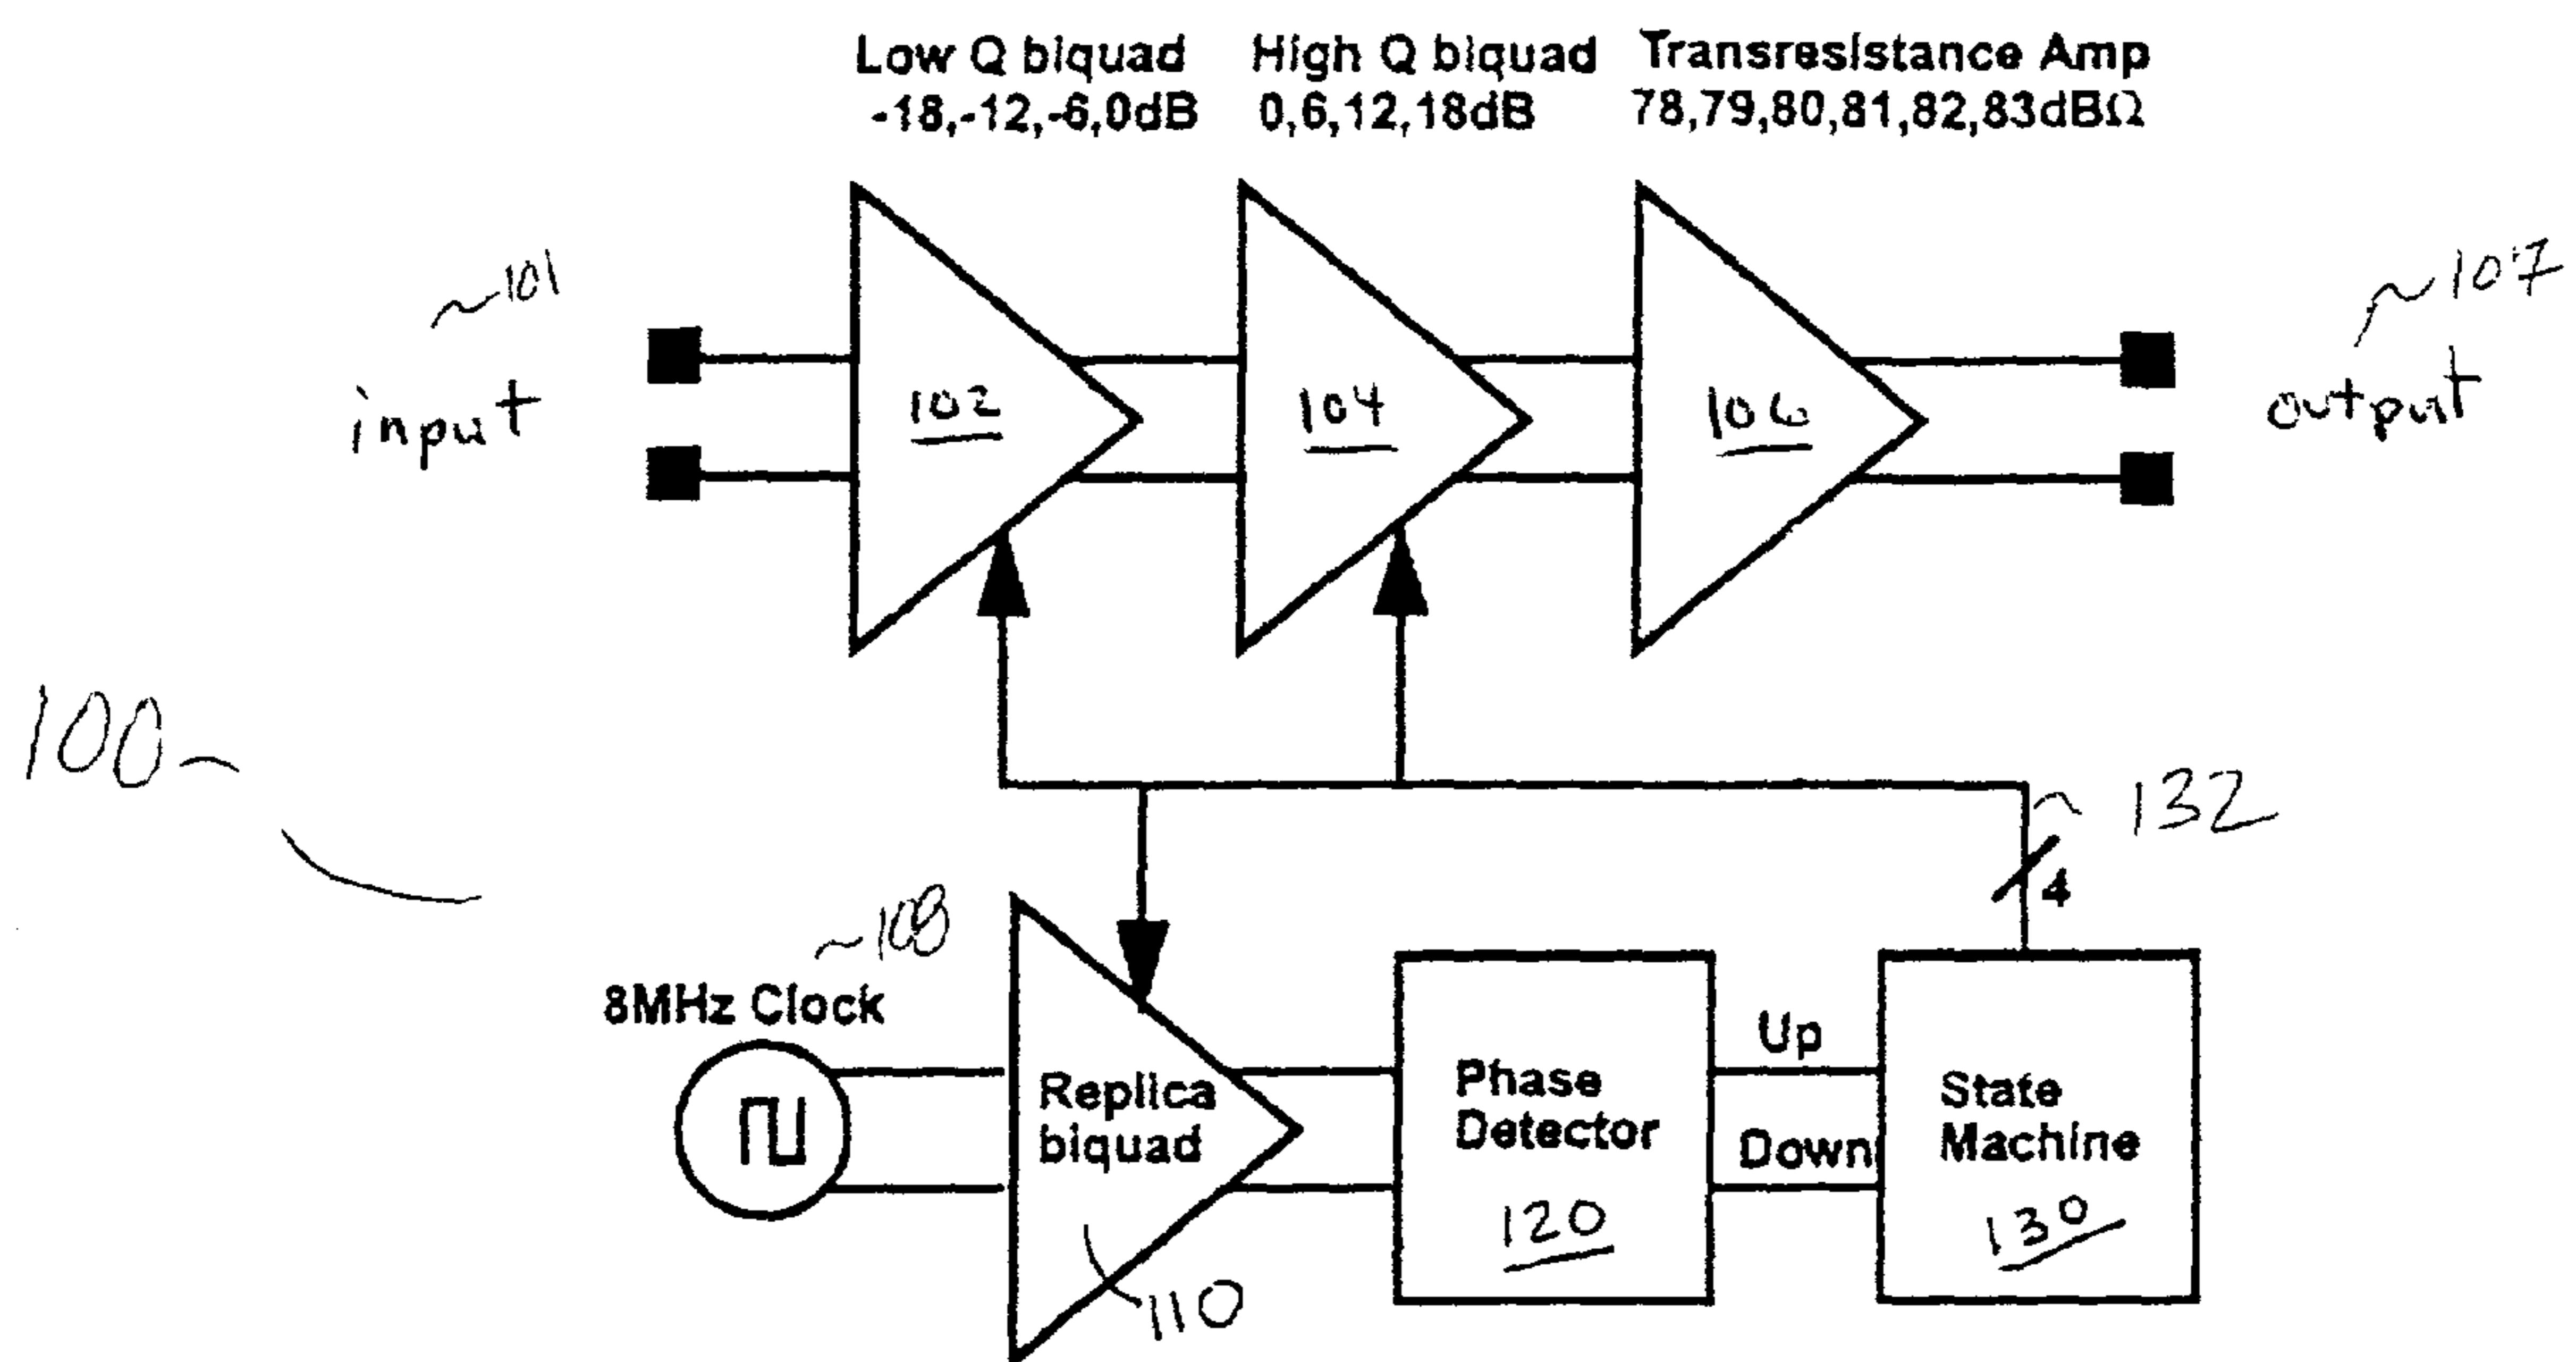 Low Q biquad
-18,-12,-6,0dB
High Q biquad
0,6,12,18dB
Transresistance Amp
78,79,80,81,82,83dBΩ
101
107
input
102
104
106
output
100
132
4
108
8MHz Clock
Replica
biquad
110
Phase
Detector
120
Up
Down
State
Machine
130